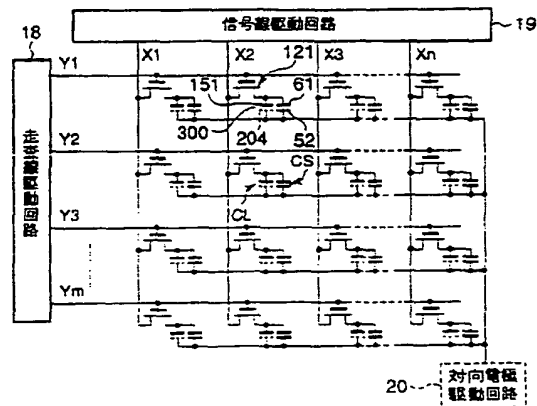 信号線駆動回路
19
18
X1 X2 X3 Xn
Y1
121
151
61
300
52
204
走査線駆動回路
Y2
CS
CL
Y3
Ym
20
対向電極
駆動回路